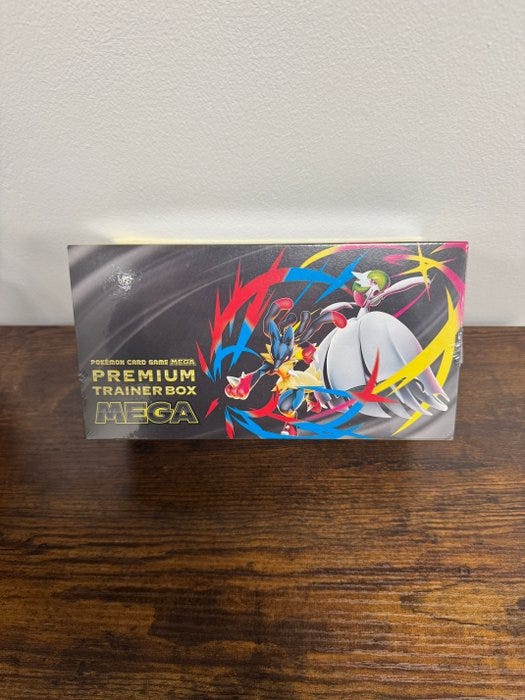 POKÉMON CARD GAME MEGA
PREMIUM
TRAINER BOX
MEGA